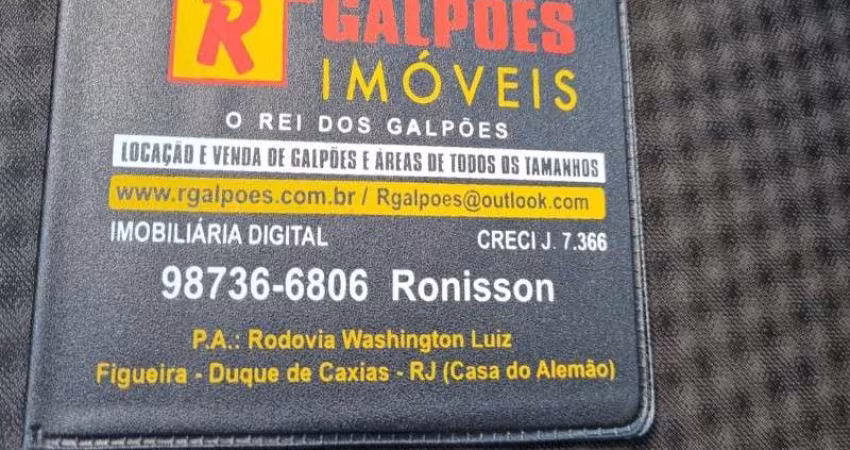 R GALPÕES
IMÓVEIS
O REI DOS GALPÕES
LOCAÇÃO E VENDA DE GALPÕES E ÁREAS DE TODOS OS TAMANHOS
www.rgalpoes.com.br / Rgalpoes@outlook.com
IMOBILIÁRIA DIGITAL CRECI J. 7.366
98736-6806 Ronisson
P.A.: Rodovia Washington Luiz
Figueira - Duque de Caxias - RJ (Casa do Alemão)